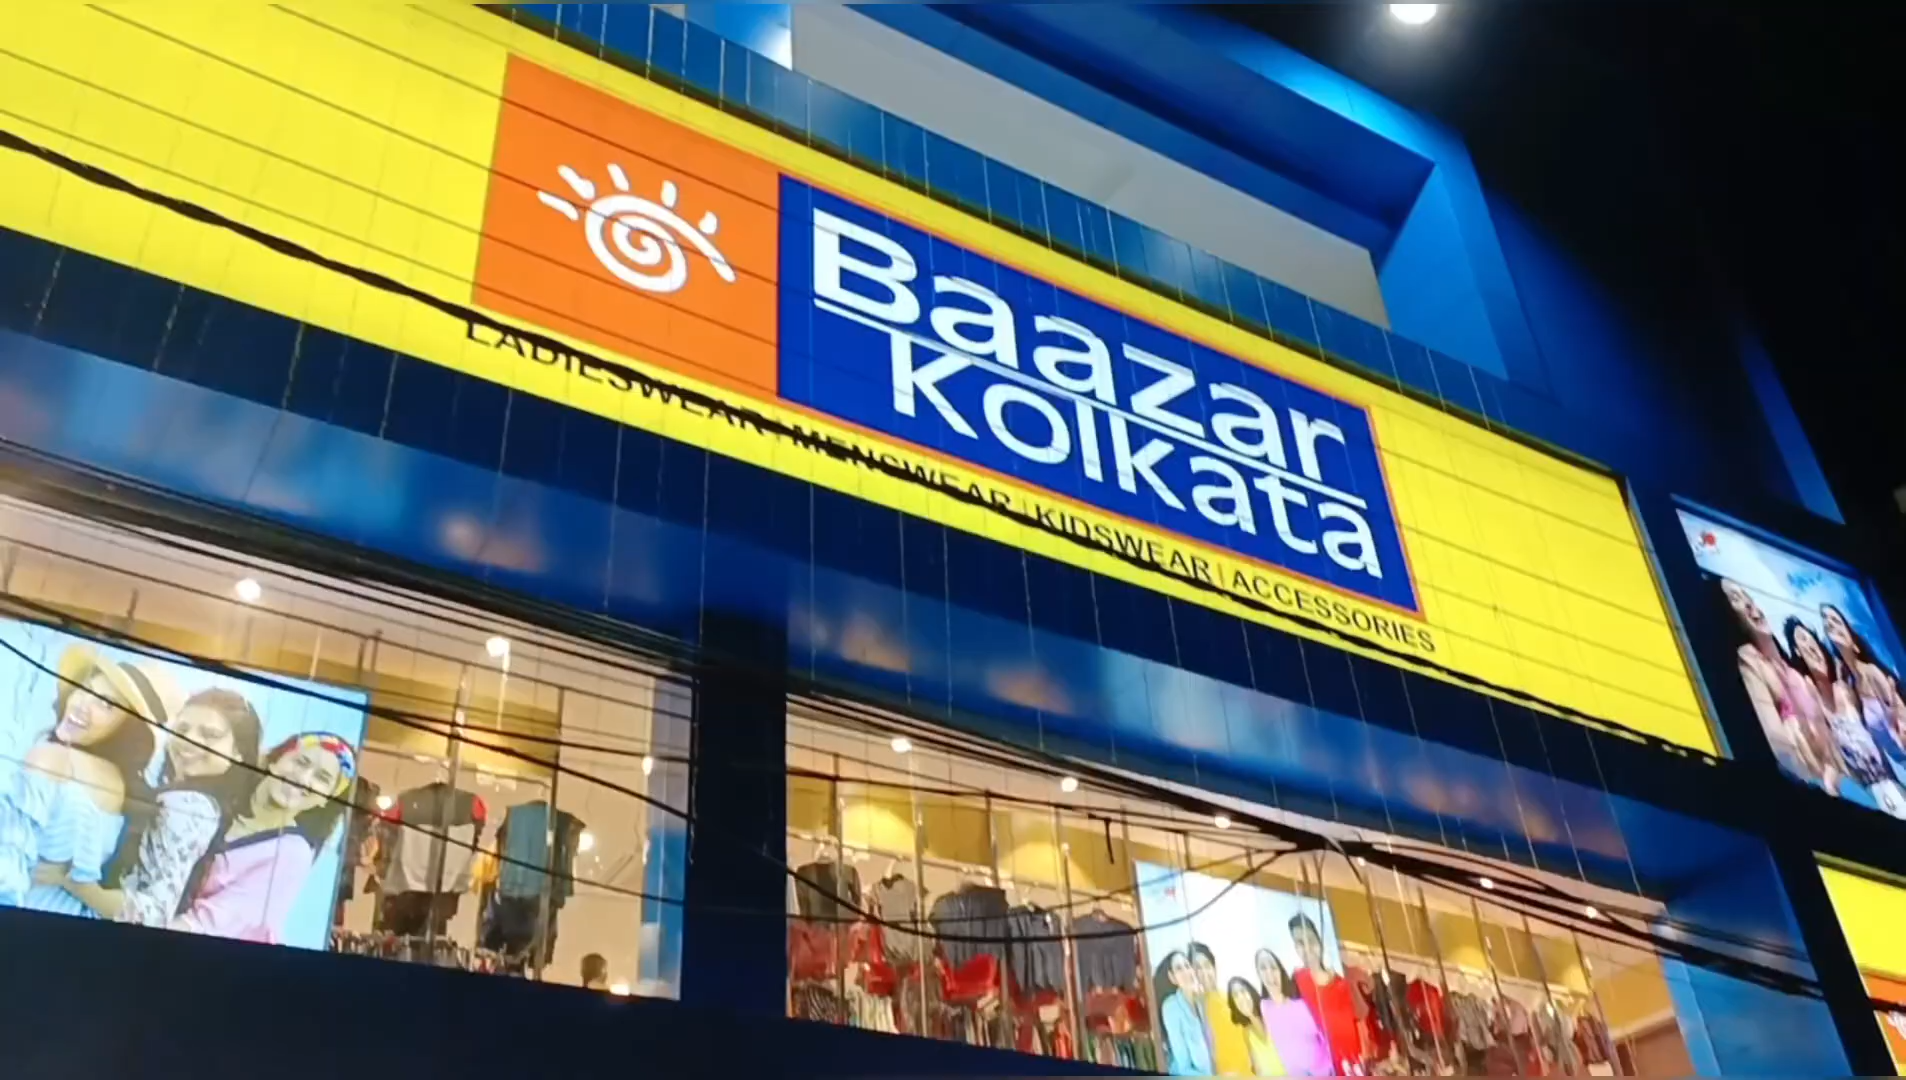 Baazar
Kolkata
LADIESWEAR | MENSWEAR | KIDSWEAR | ACCESSORIES